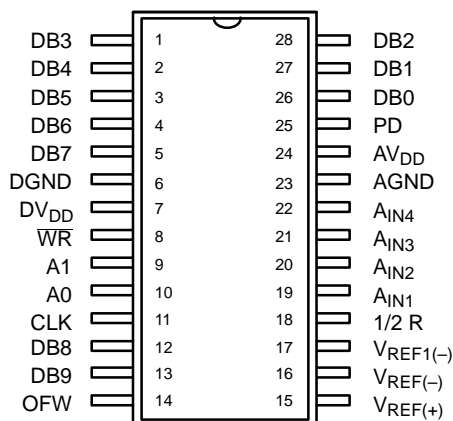 DB3 1 28 DB2
DB4 2 27 DB1
DB5 3 26 DB0
DB6 4 25 PD
DB7 5 24 AVDD
DGND 6 23 AGND
DVDD 7 22 AIN4
W̅R̅ 8 21 AIN3
A1 9 20 AIN2
A0 10 19 AIN1
CLK 11 18 1/2 R
DB8 12 17 VREF1(–)
DB9 13 16 VREF(–)
OFW 14 15 VREF(+)